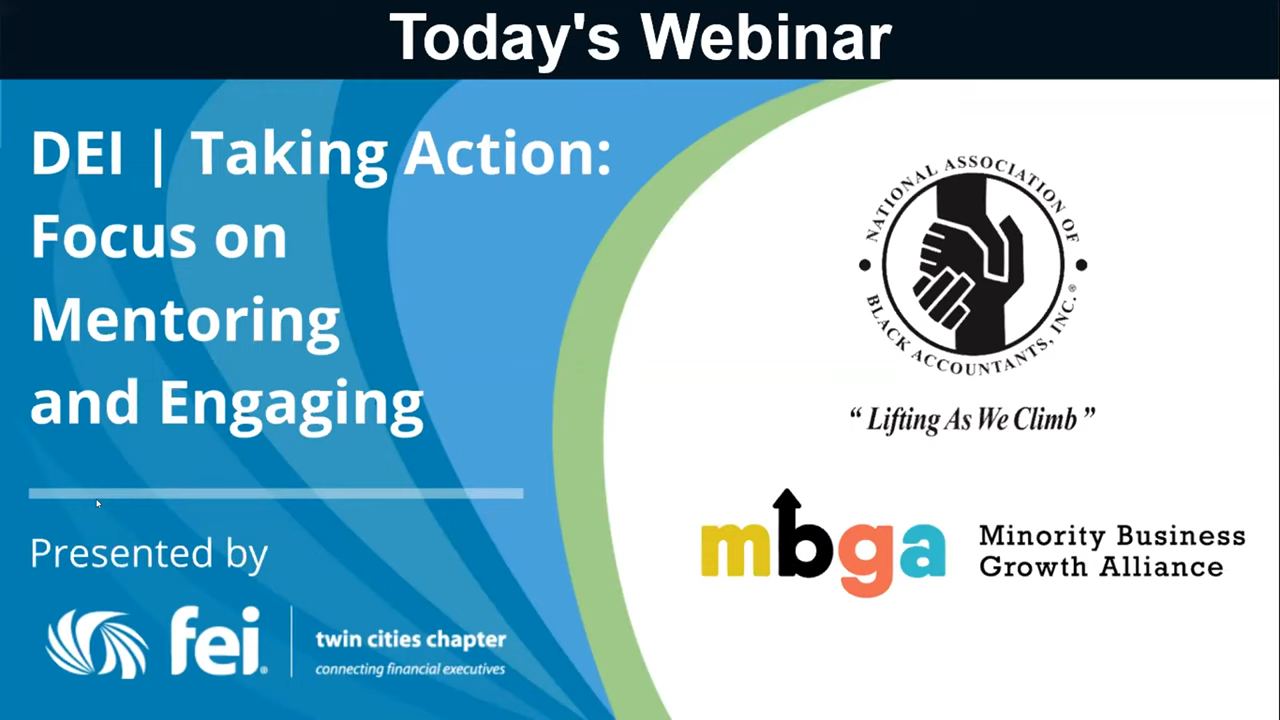 Today's Webinar
DEI | Taking Action:
Focus on
Mentoring
and Engaging
Presented by
fei®
twin cities chapter
connecting financial executives
NATIONAL ASSOCIATION OF
BLACK ACCOUNTANTS, INC.®
“ Lifting As We Climb ”
mbga
Minority Business
Growth Alliance